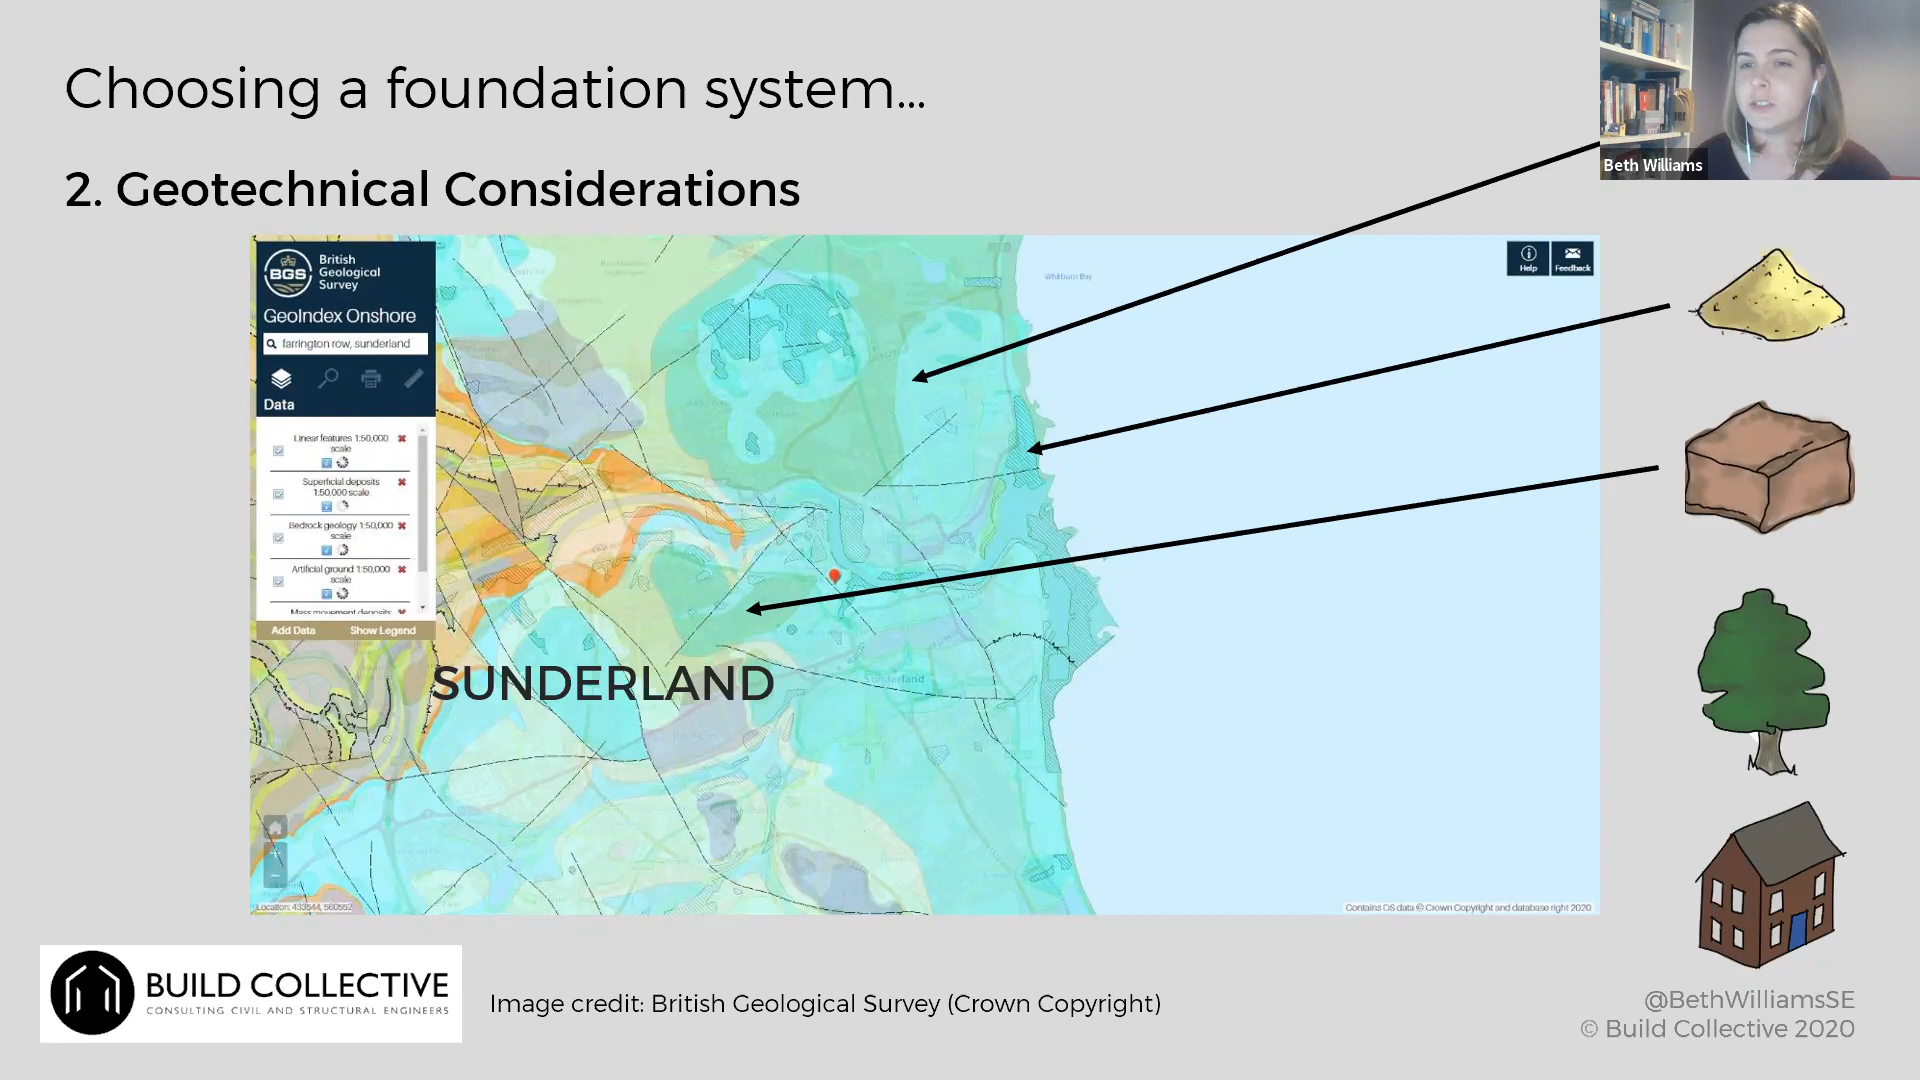 Choosing a foundation system...
Beth Williams
2. Geotechnical Considerations
BGS
British
Geological
Survey
GeoIndex Onshore
farrington row, sunderland
Data
Linear features 1:50,000
scale
Superficial deposits
1:50,000 scale
Bedrock geology 1:50,000
scale
Artificial ground 1:50,000
scale
Mass movement deposits
Add Data Show Legend
Help
Feedback
Whitburn Bay
SUNDERLAND
Sunderland
Contains OS data © Crown Copyright and database right 2020
BUILD COLLECTIVE
CONSULTING CIVIL AND STRUCTURAL ENGINEERS
Image credit: British Geological Survey (Crown Copyright)
@BethWilliamsSE
© Build Collective 2020